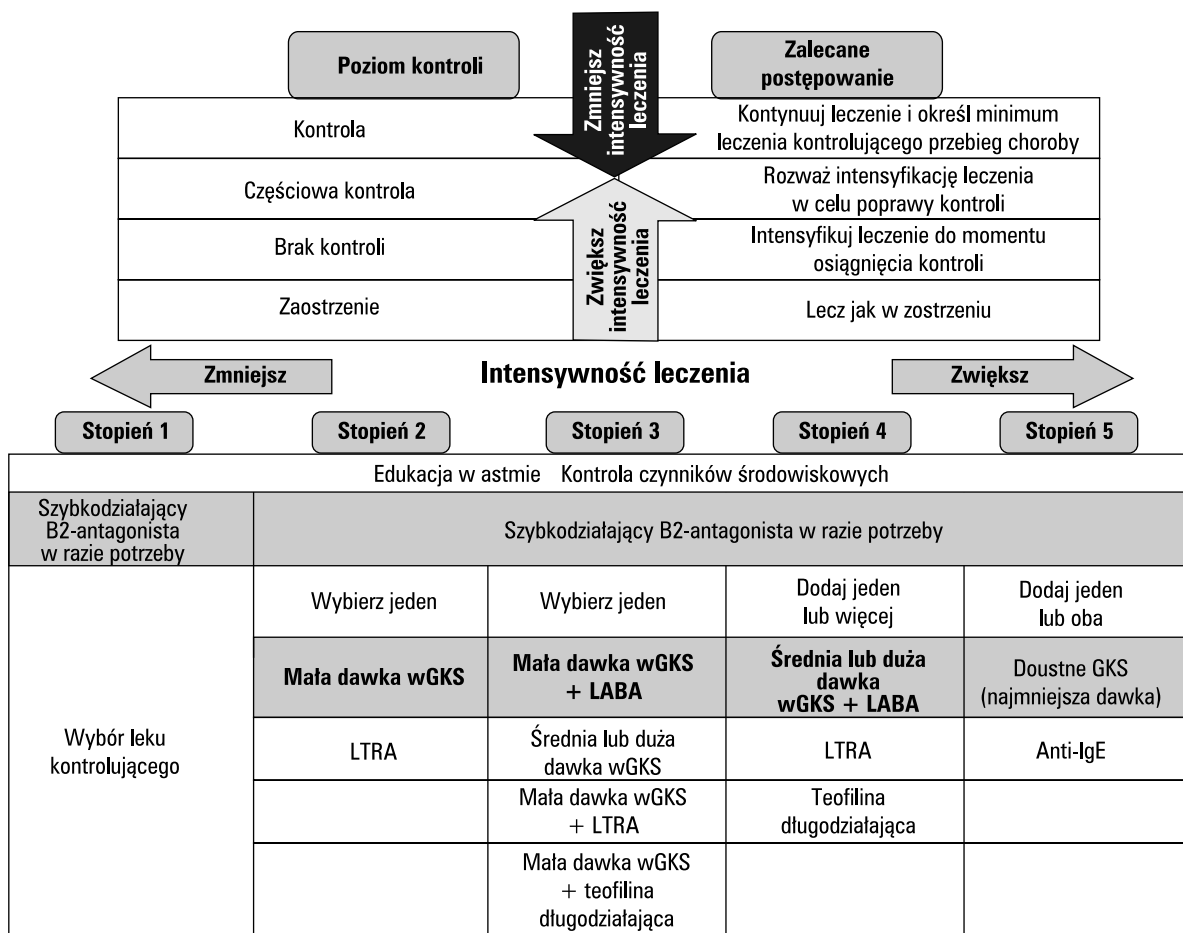 Poziom kontroli
Zmniejsz
intensywność
leczenia
Zalecane
postępowanie
Kontrola
Kontynuuj leczenie i określ minimum
leczenia kontrolującego przebieg choroby
Częściowa kontrola
Rozważ intensyfikację leczenia
w celu poprawy kontroli
Brak kontroli
Zwiększ
intensywność
leczenia
Intensyfikuj leczenie do momentu
osiągnięcia kontroli
Zaostrzenie
Lecz jak w zostrzeniu
Zmniejsz
Intensywność leczenia
Zwiększ
Stopień 1
Stopień 2
Stopień 3
Stopień 4
Stopień 5
Edukacja w astmie Kontrola czynników środowiskowych
Szybkodziałający
B2-antagonista
w razie potrzeby
Szybkodziałający B2-antagonista w razie potrzeby
Wybór leku
kontrolującego
Wybierz jeden
Wybierz jeden
Dodaj jeden
lub więcej
Dodaj jeden
lub oba
Mała dawka wGKS
Mała dawka wGKS
+ LABA
Średnia lub duża
dawka
wGKS + LABA
Doustne GKS
(najmniejsza dawka)
LTRA
Średnia lub duża
dawka wGKS
LTRA
Anti-IgE
Mała dawka wGKS
+ LTRA
Teofilina
długodziałająca
Mała dawka wGKS
+ teofilina
długodziałająca